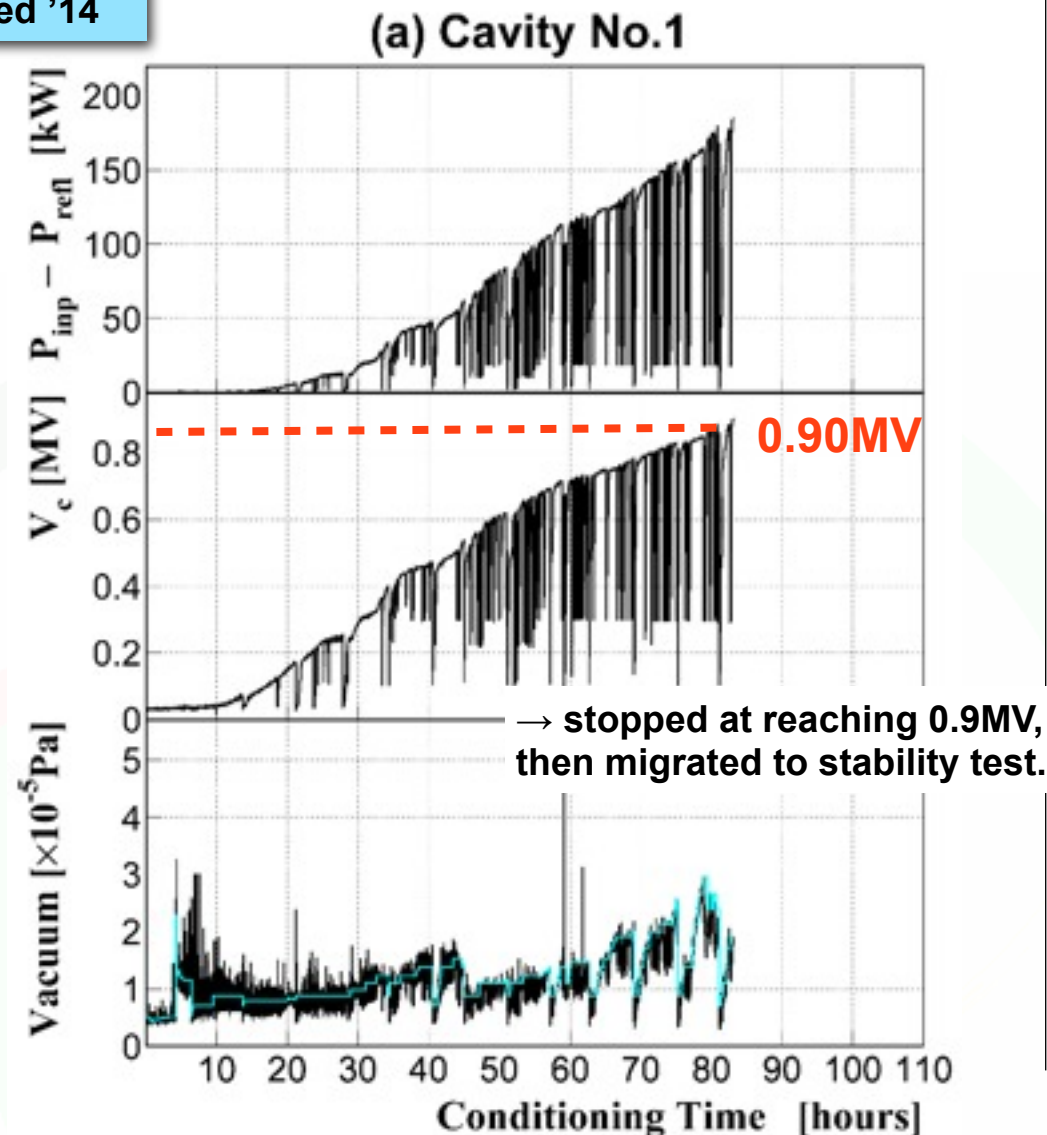 ed ’14
(a) Cavity No.1
P_inp − P_refl [kW]
200
150
100
50
0
V_c [MV]
0.8
0.6
0.4
0.2
0
0.90MV
→ stopped at reaching 0.9MV,
then migrated to stability test.
Vacuum [×10^-5Pa]
5
4
3
2
1
0
10 20 30 40 50 60 70 80 90 100 110
Conditioning Time [hours]